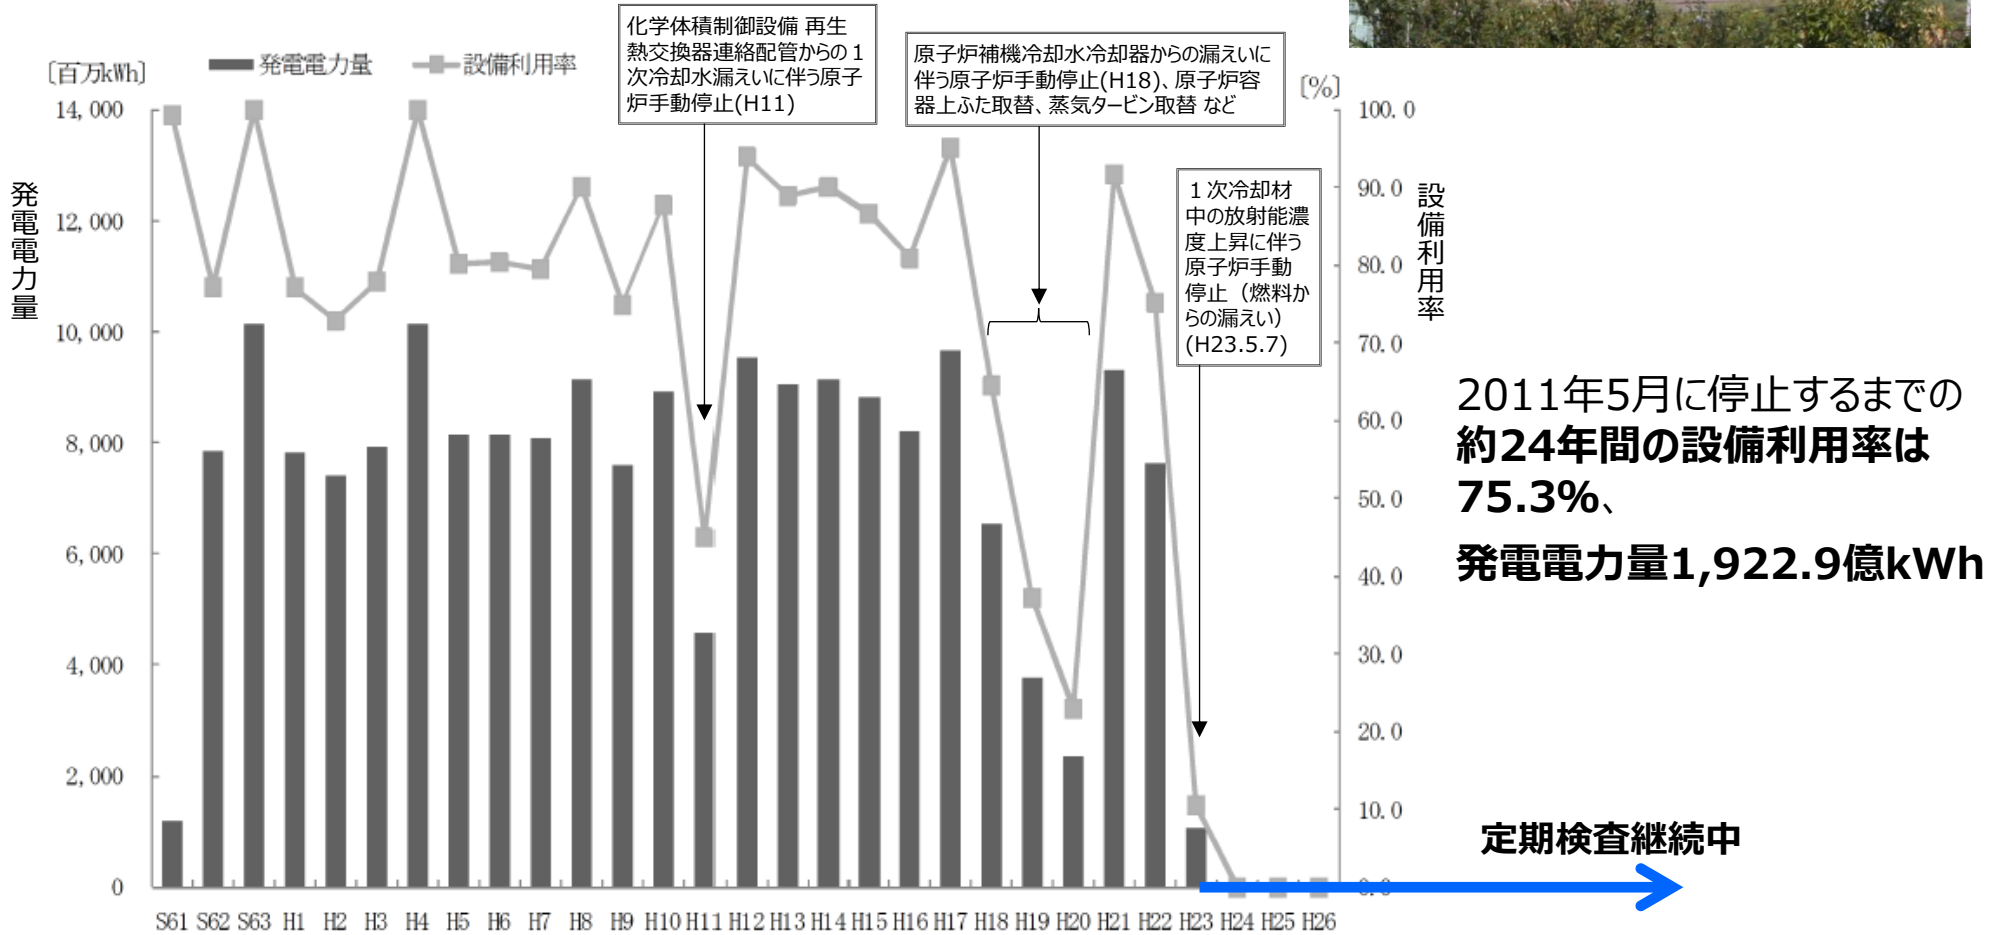 化学体積制御設備 再生
熱交換器連絡配管からの１
次冷却水漏えいに伴う原子
炉手動停止(H11)
原子炉補機冷却水冷却器からの漏えいに
伴う原子炉手動停止(H18)、原子炉容
器上ふた取替、蒸気タービン取替 など
１次冷却材
中の放射能濃
度上昇に伴う
原子炉手動
停止（燃料か
らの漏えい）
(H23.5.7)
〔百万kWh〕
発電電力量
設備利用率
〔%〕
14,000
12,000
10,000
8,000
6,000
4,000
2,000
0
発電電力量
100.0
90.0
80.0
70.0
60.0
50.0
40.0
30.0
20.0
10.0
0.0
設備利用率
S61 S62 S63 H1 H2 H3 H4 H5 H6 H7 H8 H9 H10 H11 H12 H13 H14 H15 H16 H17 H18 H19 H20 H21 H22 H23 H24 H25 H26
2011年5月に停止するまでの
約24年間の設備利用率は
75.3%、
発電電力量1,922.9億kWh
定期検査継続中